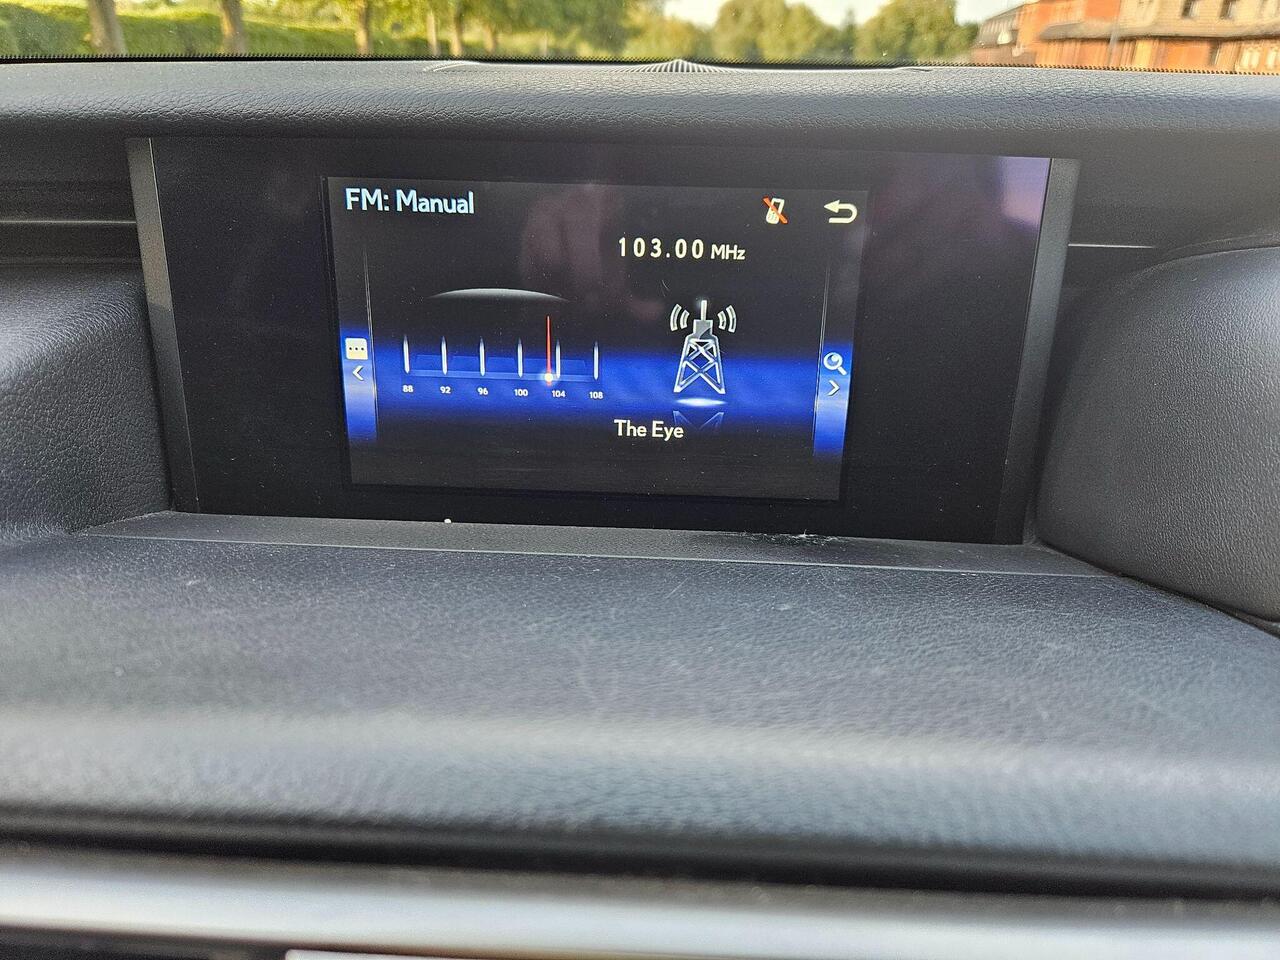 FM: Manual
103.00 MHz
88 92 96 100 104 108
The Eye